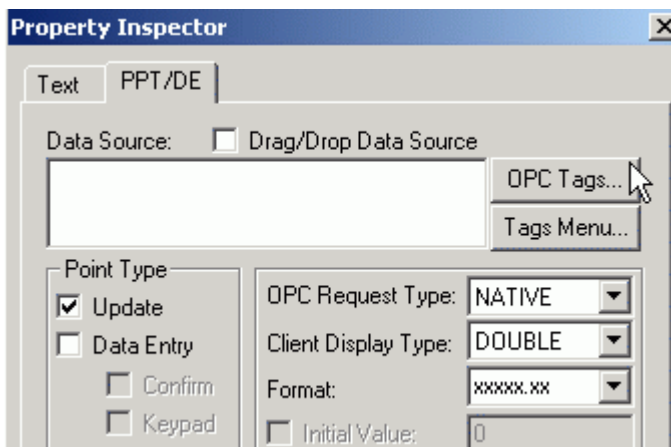 Property Inspector
Text PPT/DE
Data Source: Drag/Drop Data Source
OPC Tags...
Tags Menu...
Point Type
Update
Data Entry
Confirm
Keypad
OPC Request Type: NATIVE
Client Display Type: DOUBLE
Format: xxxxx.xx
Initial Value: 0